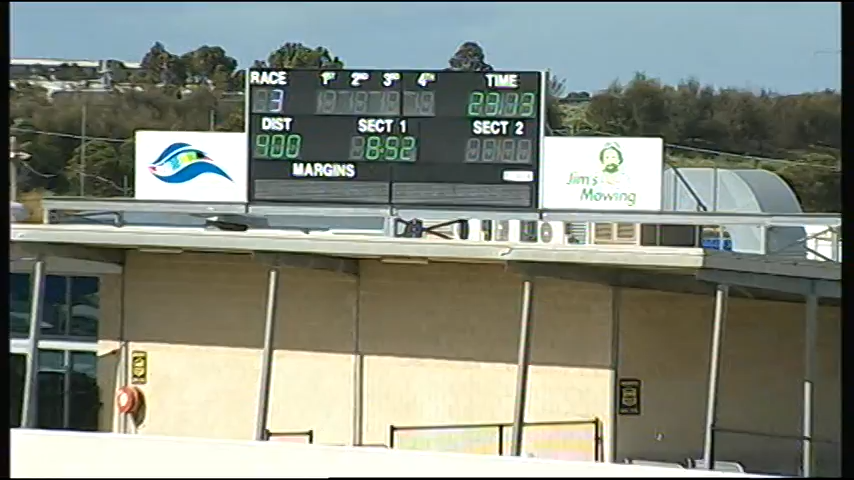 RACE 1ST 2ND 3RD 4TH TIME
3 23:13
DIST SECT 1 SECT 2
400 8:92
MARGINS
Jim's
MOWING